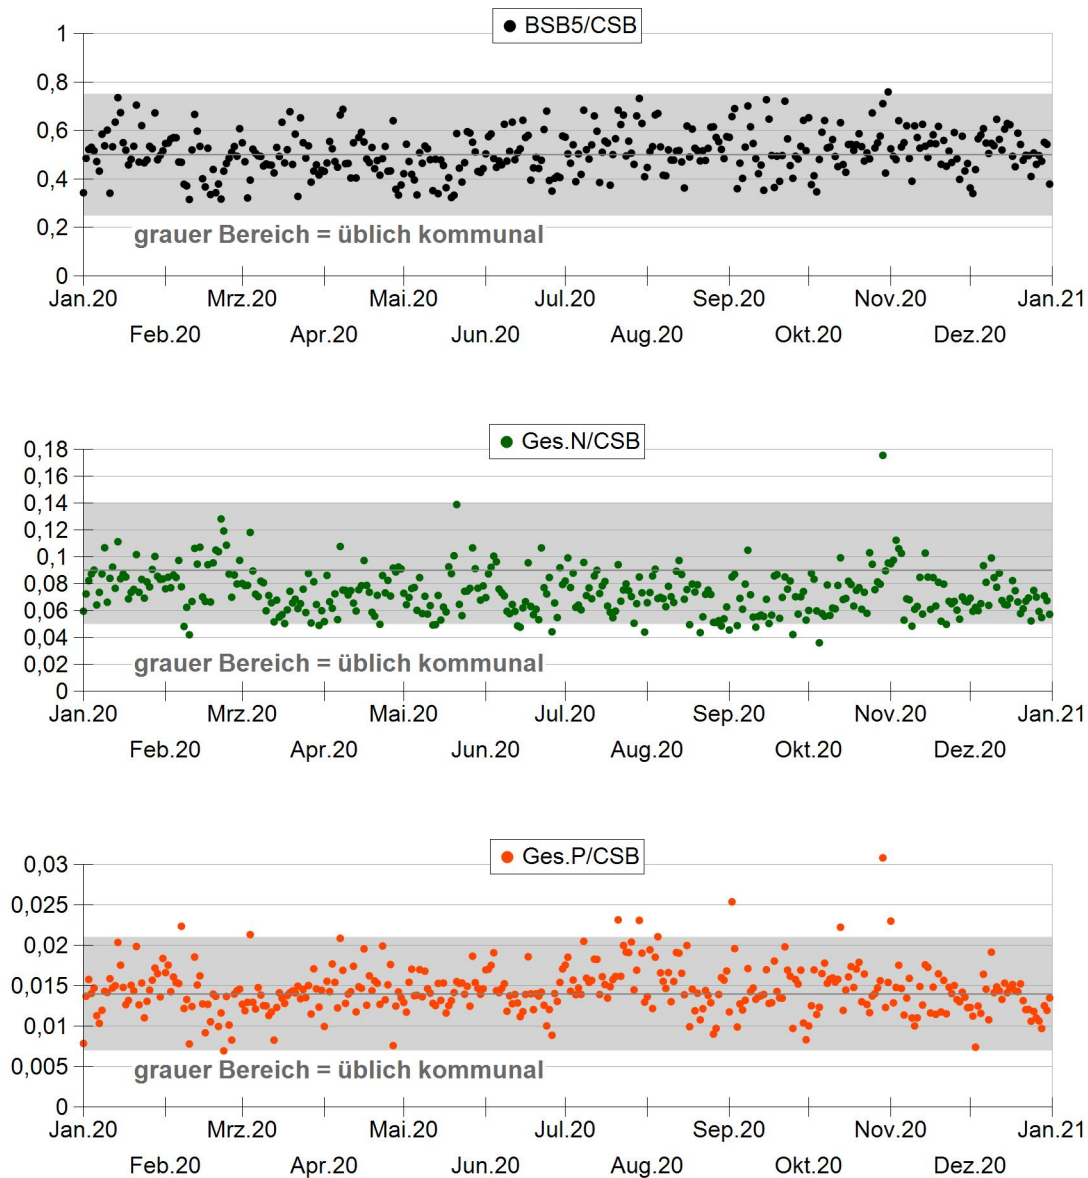 BSB5/CSB
1
0,8
0,6
0,4
0,2
0
grauer Bereich = üblich kommunal
Jan.20 Mrz.20 Mai.20 Jul.20 Sep.20 Nov.20 Jan.21
Feb.20 Apr.20 Jun.20 Aug.20 Okt.20 Dez.20
Ges.N/CSB
0,18
0,16
0,14
0,12
0,1
0,08
0,06
0,04
0,02
0
grauer Bereich = üblich kommunal
Jan.20 Mrz.20 Mai.20 Jul.20 Sep.20 Nov.20 Jan.21
Feb.20 Apr.20 Jun.20 Aug.20 Okt.20 Dez.20
Ges.P/CSB
0,03
0,025
0,02
0,015
0,01
0,005
0
grauer Bereich = üblich kommunal
Jan.20 Mrz.20 Mai.20 Jul.20 Sep.20 Nov.20 Jan.21
Feb.20 Apr.20 Jun.20 Aug.20 Okt.20 Dez.20